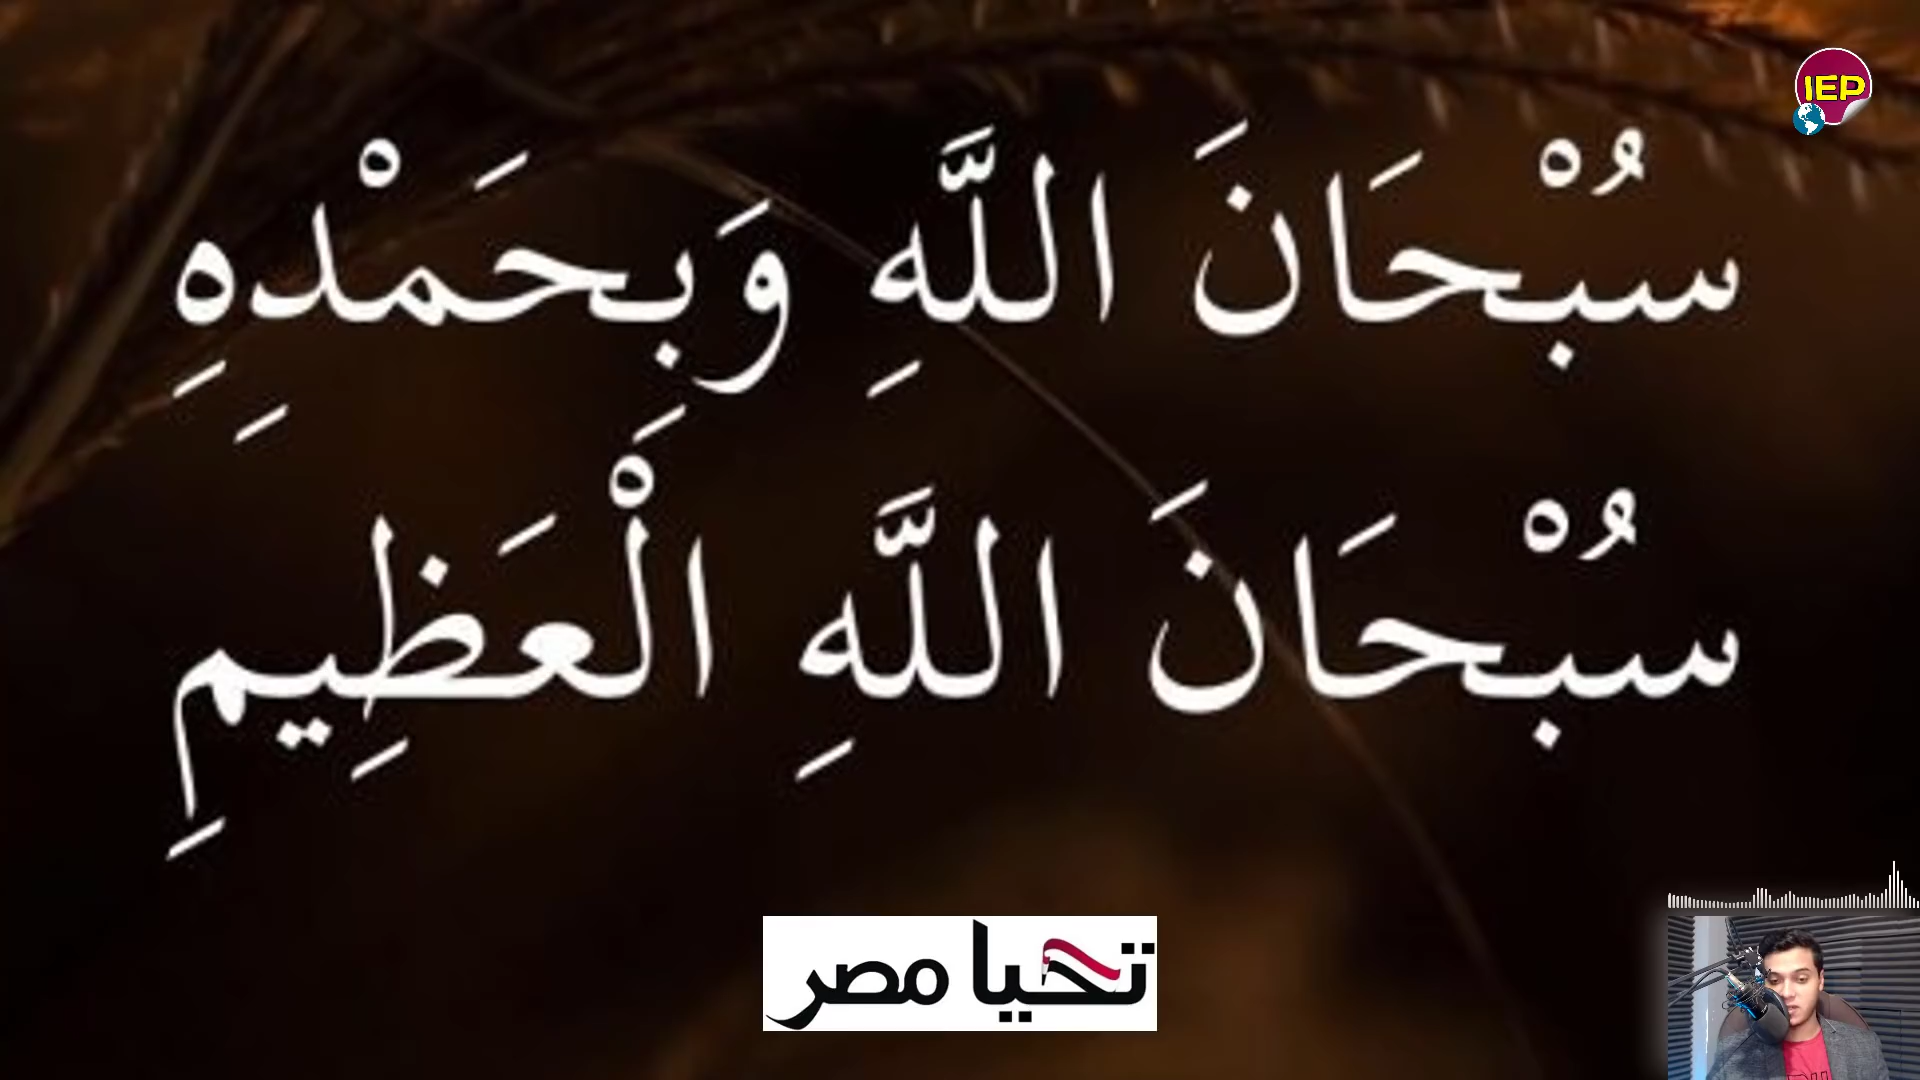 IEP
سُبْحَانَ اللَّهِ وَبِحَمْدِهِ
سُبْحَانَ اللَّهِ الْعَظِيمِ
تحيا مصر